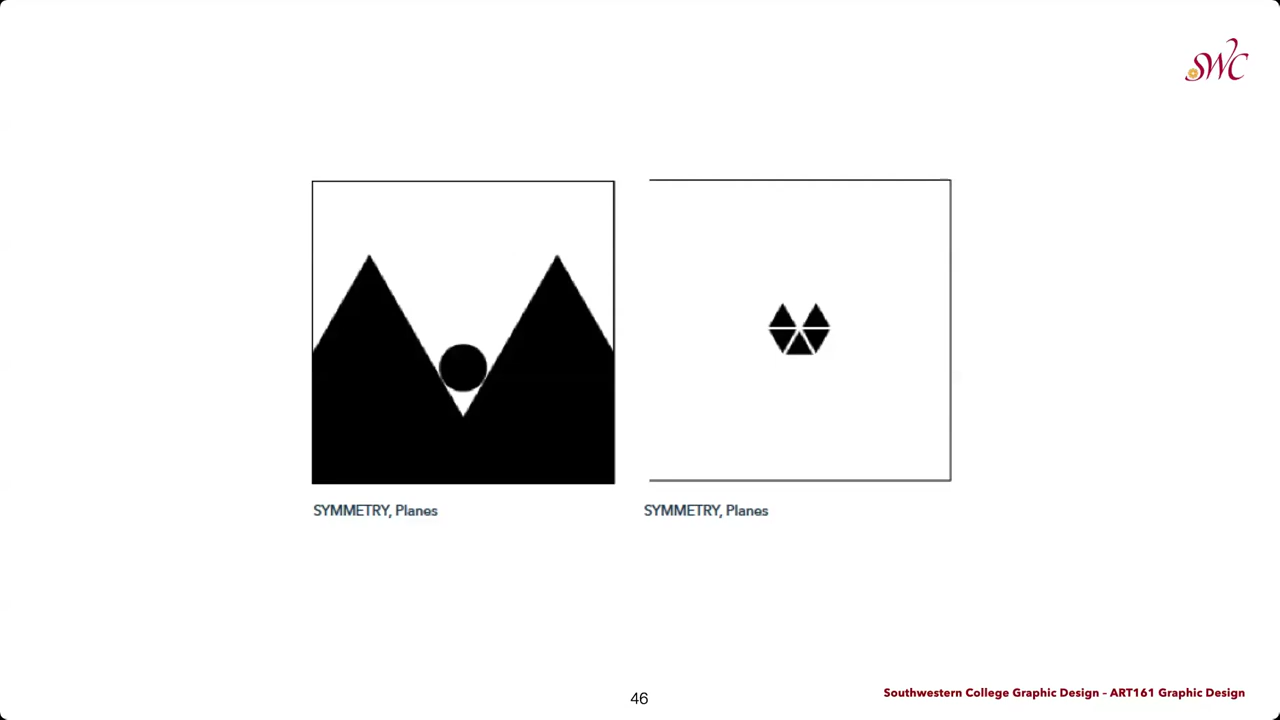 SWC
SYMMETRY, Planes
SYMMETRY, Planes
46
Southwestern College Graphic Design – ART161 Graphic Design